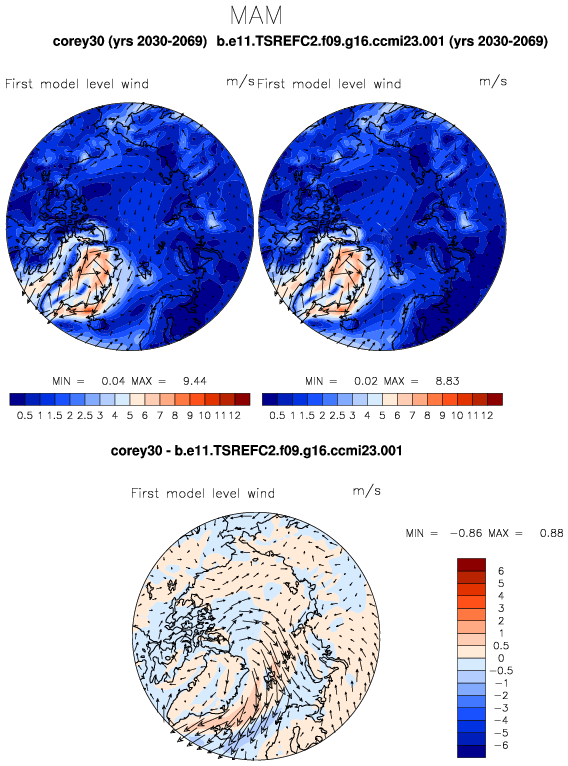 MAM
corey30 (yrs 2030-2069) b.e11.TSREFC2.f09.g16.ccmi23.001 (yrs 2030-2069)
First model level wind m/s First model level wind m/s
MIN = 0.04 MAX = 9.44 MIN = 0.02 MAX = 8.83
0.5 1 1.5 2 2.5 3 4 5 6 7 8 9 10 11 12 0.5 1 1.5 2 2.5 3 4 5 6 7 8 9 10 11 12
corey30 - b.e11.TSREFC2.f09.g16.ccmi23.001
First model level wind m/s
MIN = -0.86 MAX = 0.88
6
5
4
3
2
1
0.5
0
-0.5
-1
-2
-3
-4
-5
-6